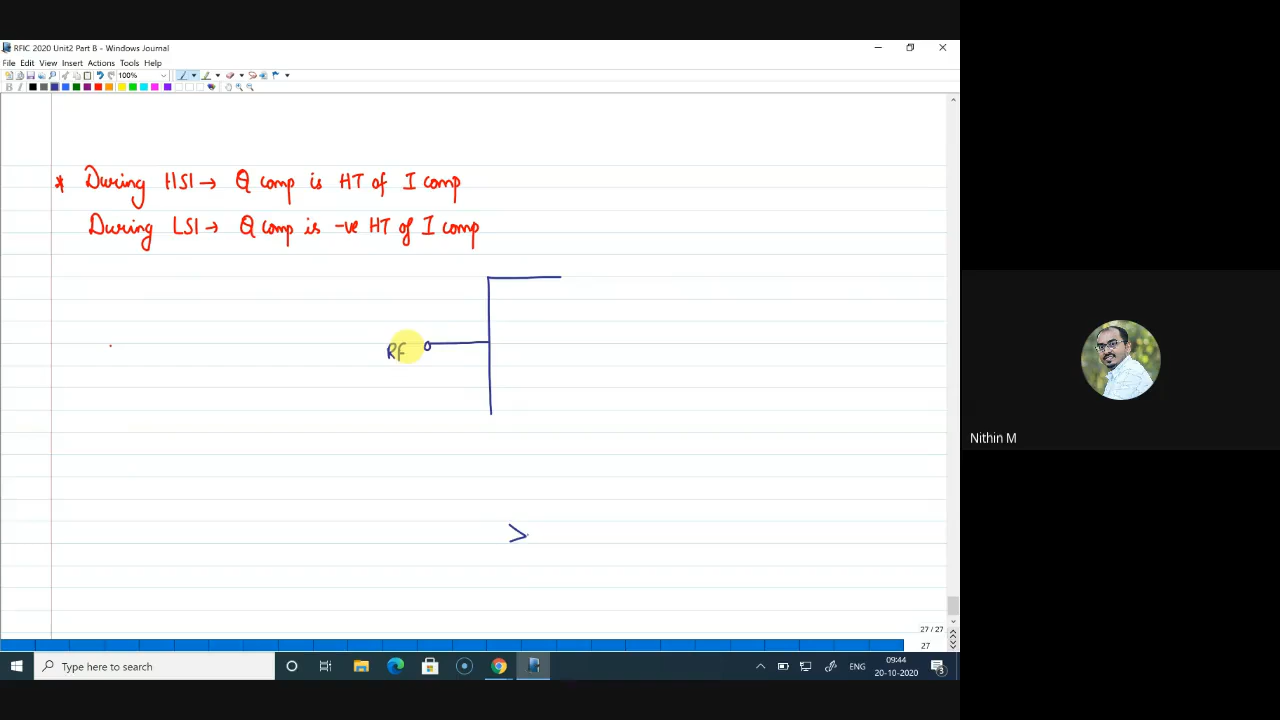 RFIC 2020 Unit2 Part B - Windows Journal
File Edit View Insert Actions Tools Help
100%
B I
* During HSI → Q comp is HT of I comp
During LSI → Q comp is -ve HT of I comp
RF
>
Nithin M
27 / 27
27
Type here to search
ENG
09:44
20-10-2020
3